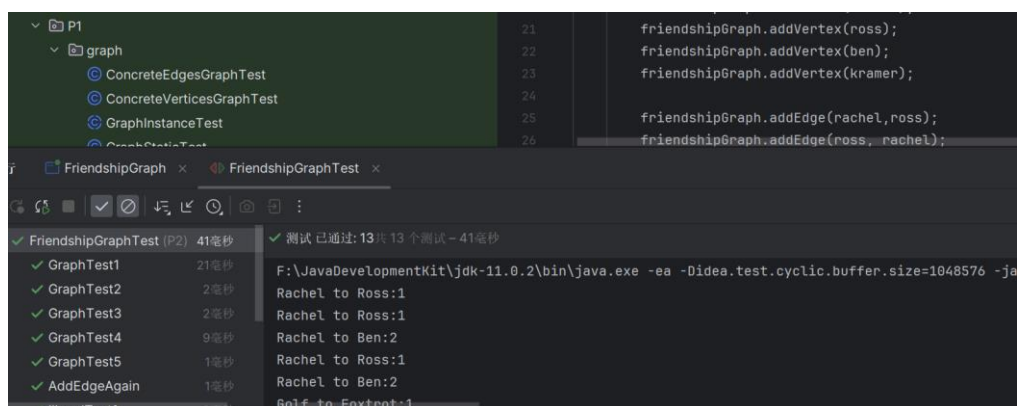 P1
graph
ConcreteEdgesGraphTest
ConcreteVerticesGraphTest
GraphInstanceTest
GraphStaticTest
21 friendshipGraph.addVertex(ross);
22 friendshipGraph.addVertex(ben);
23 friendshipGraph.addVertex(kramer);
24
25 friendshipGraph.addEdge(rachel,ross);
26 friendshipGraph.addEdge(ross, rachel);
FriendshipGraph × FriendshipGraphTest ×
FriendshipGraphTest (P2) 41毫秒
GraphTest1 21毫秒
GraphTest2 2毫秒
GraphTest3 2毫秒
GraphTest4 9毫秒
GraphTest5 1毫秒
AddEdgeAgain 1毫秒
测试 已通过: 13共 13 个测试 – 41毫秒
F:\JavaDevelopmentKit\jdk-11.0.2\bin\java.exe -ea -Didea.test.cyclic.buffer.size=1048576 -ja
Rachel to Ross:1
Rachel to Ross:1
Rachel to Ben:2
Rachel to Ross:1
Rachel to Ben:2
Golf to Foxtrot:1